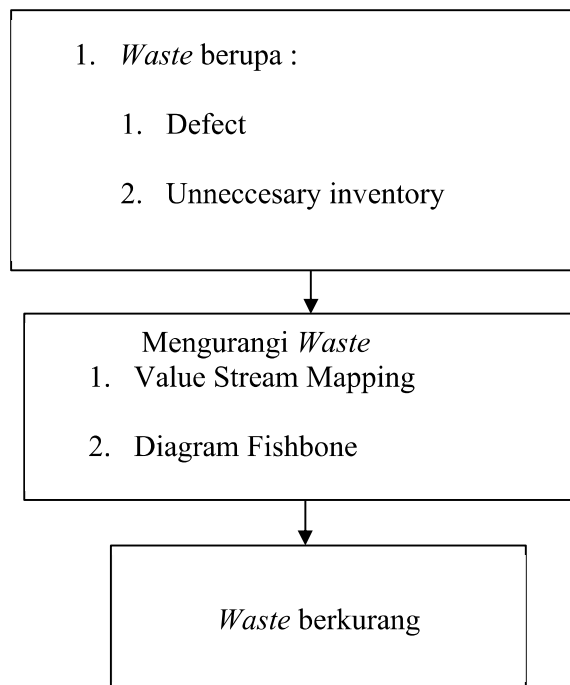 1. Waste berupa :
1. Defect
2. Unneccesary inventory
Mengurangi Waste
1. Value Stream Mapping
2. Diagram Fishbone
Waste berkurang